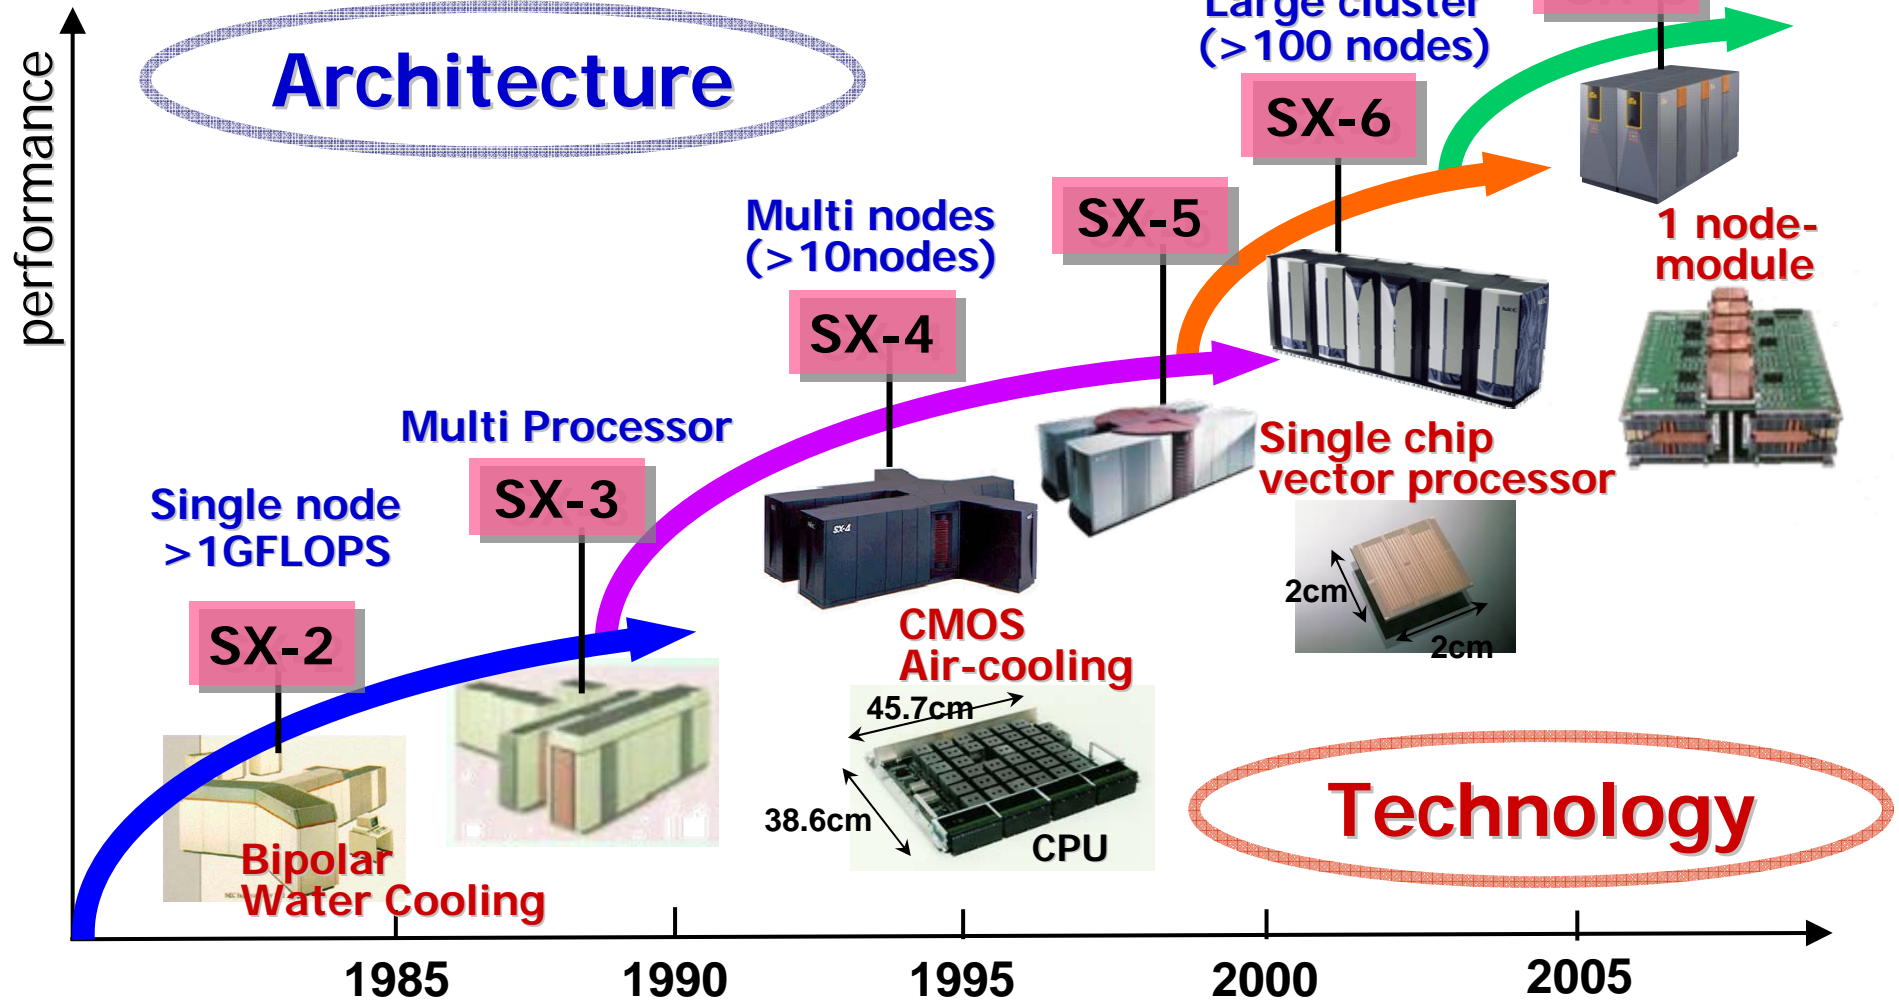 Large cluster
(>100 nodes)
performance
Architecture
SX-6
Multi nodes
(>10nodes)
SX-5
1 node-
module
SX-4
Multi Processor
SX-3
Single chip
vector processor
Single node
>1GFLOPS
2cm
2cm
SX-2
CMOS
Air-cooling
SX-4
45.7cm
38.6cm
CPU
Technology
Bipolar
Water Cooling
1985
1990
1995
2000
2005